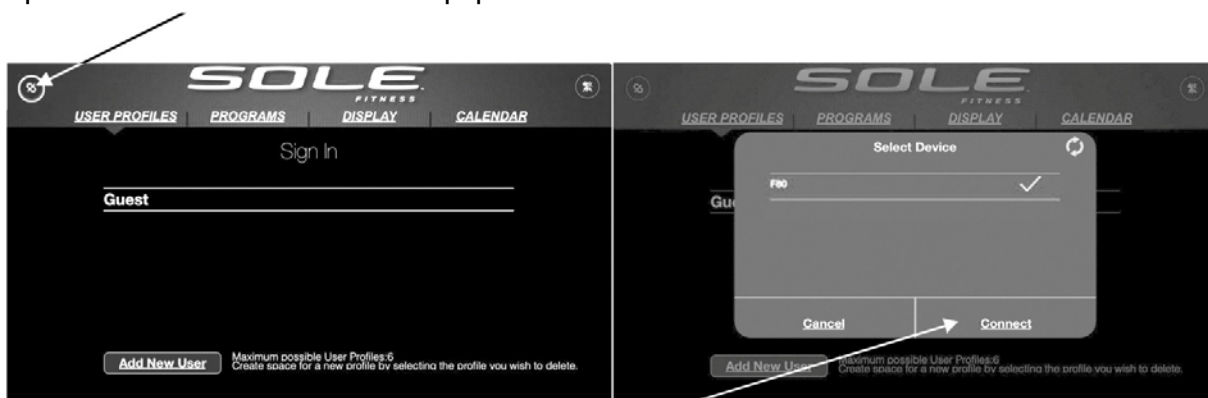 SOLE
FITNESS
USER PROFILES PROGRAMS DISPLAY CALENDAR
Sign In
Guest
Add New User
Maximum possible User Profiles:6
Create space for a new profile by selecting the profile you wish to delete.
SOLE
FITNESS
USER PROFILES PROGRAMS DISPLAY CALENDAR
Select Device
F80
Gue
Cancel Connect
Add New User
Maximum possible User Profiles:6
Create space for a new profile by selecting the profile you wish to delete.